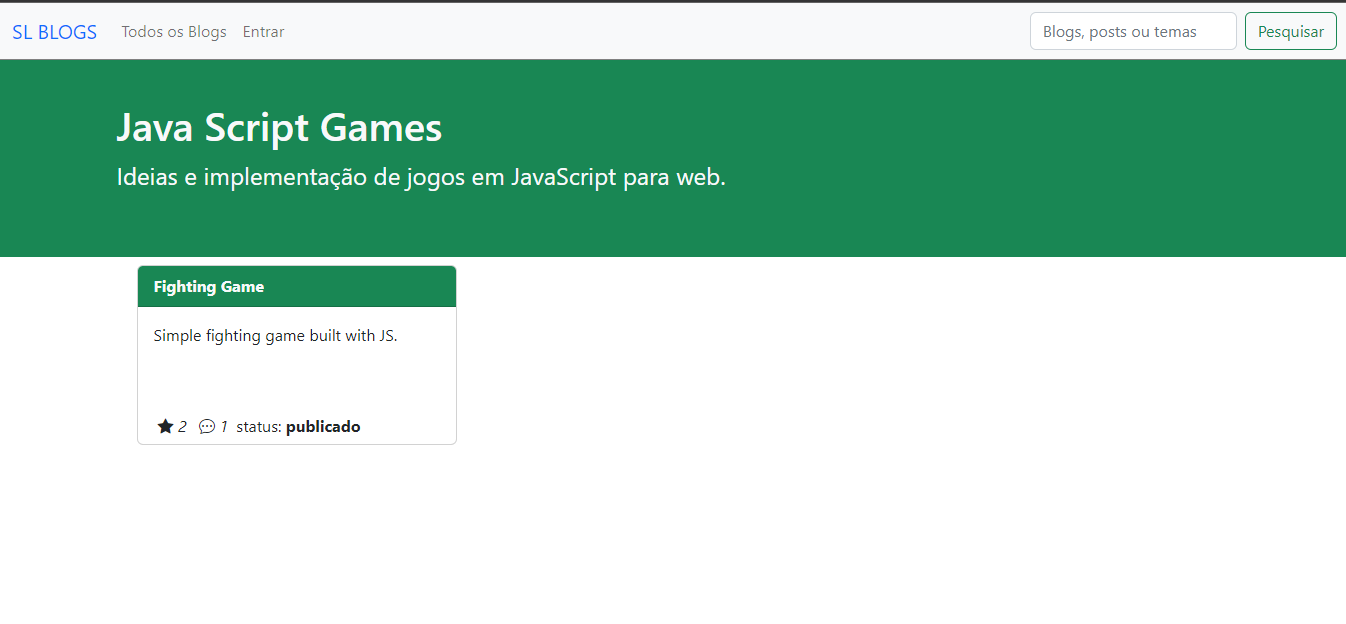 SL BLOGS Todos os Blogs Entrar Blogs, posts ou temas Pesquisar
Java Script Games
Ideias e implementação de jogos em JavaScript para web.
Fighting Game
Simple fighting game built with JS.
2 1 status: publicado